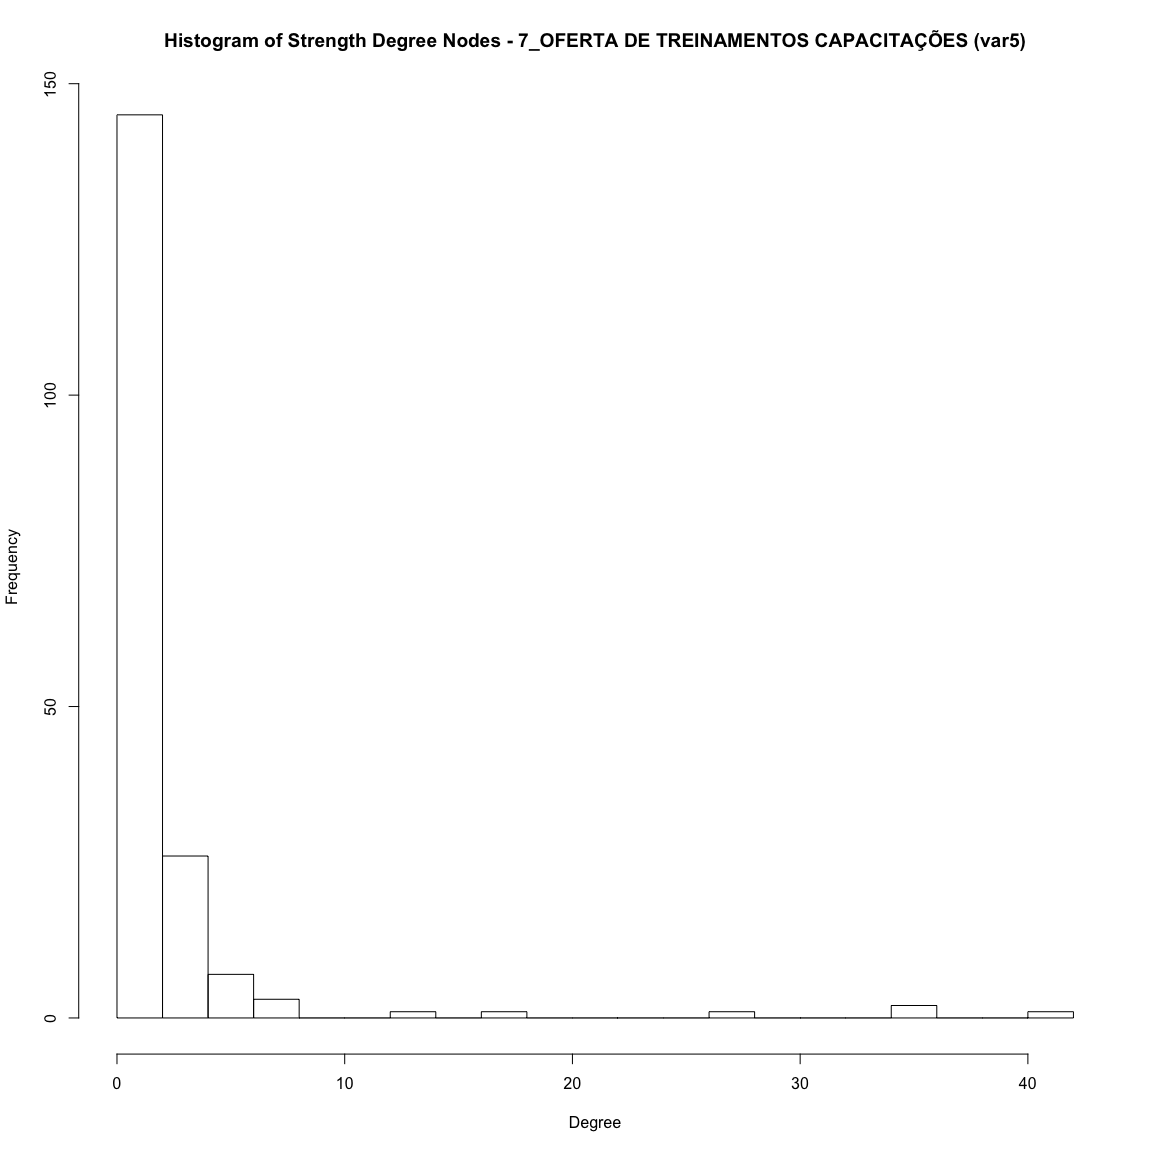 Histogram of Strength Degree Nodes - 7_OFERTA DE TREINAMENTOS CAPACITAÇÕES (var5)
150
100
50
0
Frequency
0 10 20 30 40
Degree